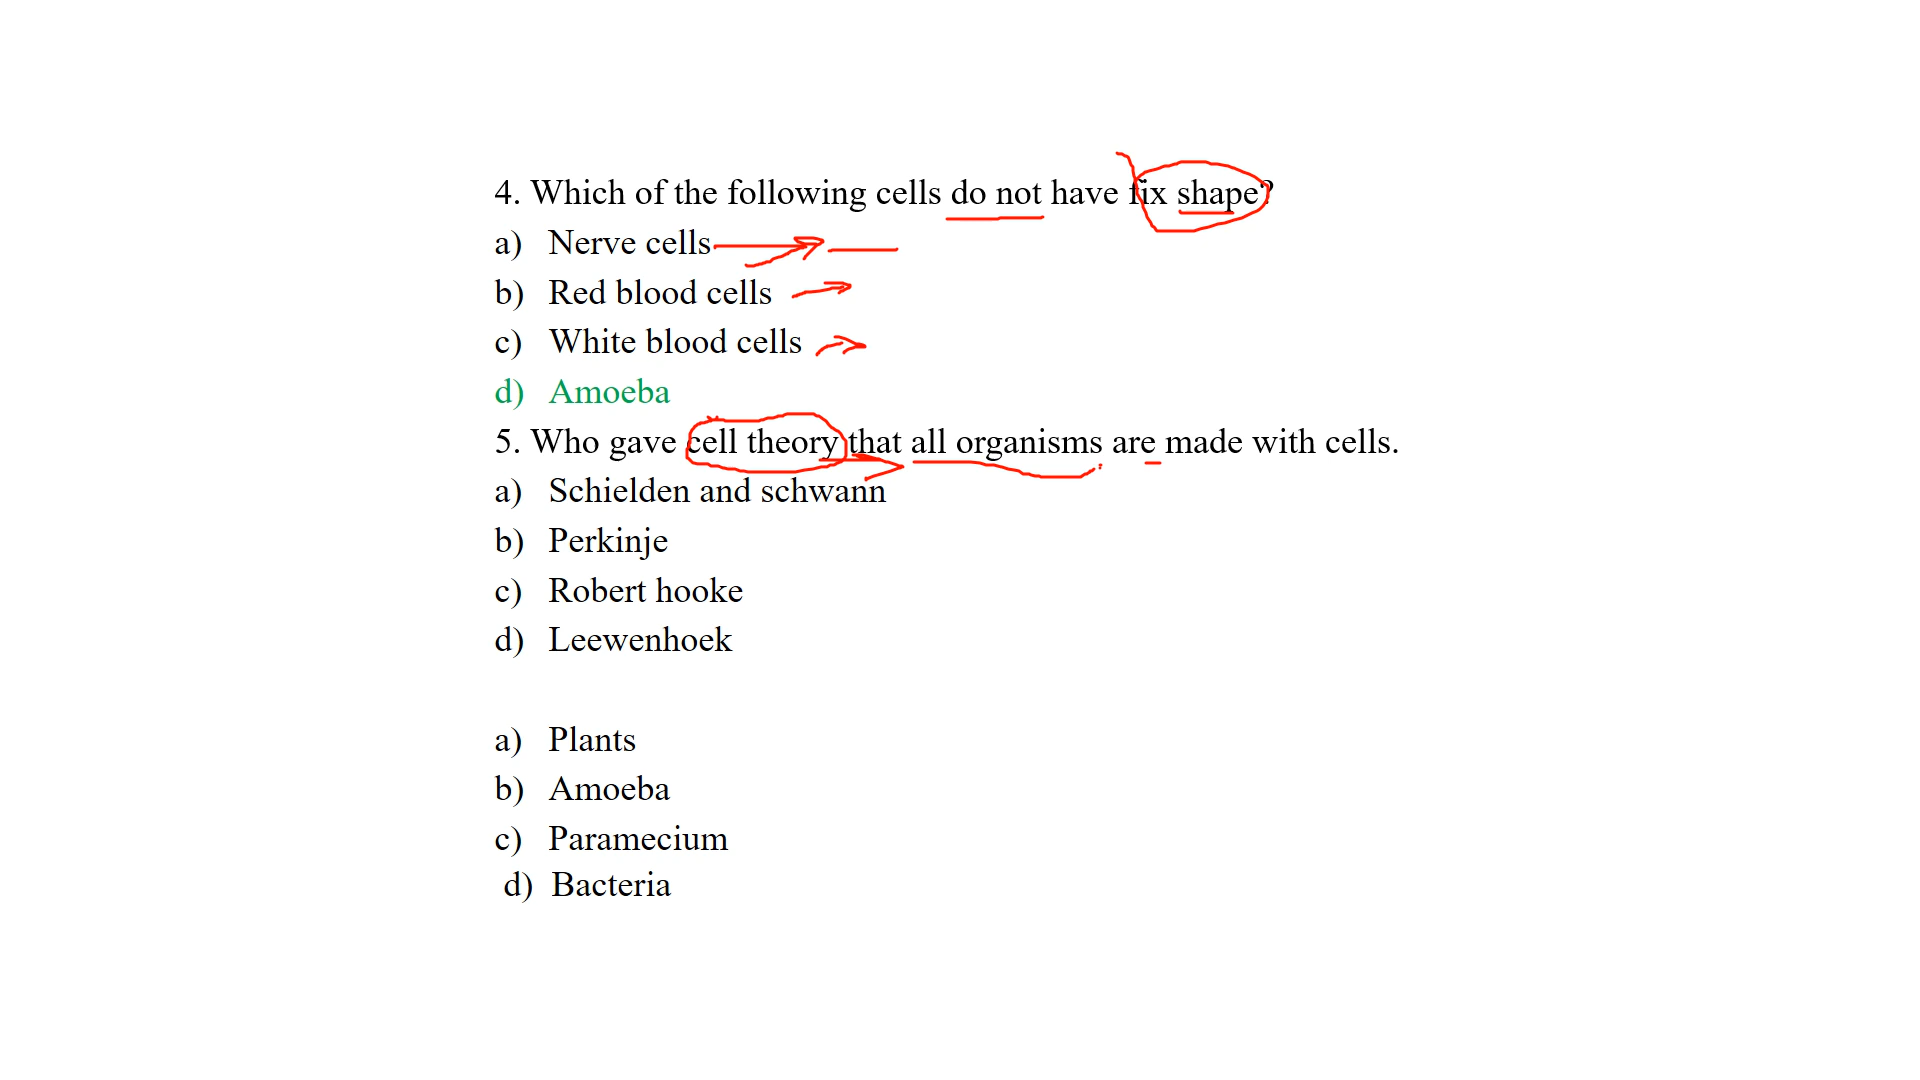 4. Which of the following cells do not have fix shape?
a) Nerve cells
b) Red blood cells
c) White blood cells
d) Amoeba
5. Who gave cell theory that all organisms are made with cells.
a) Schielden and schwann
b) Perkinje
c) Robert hooke
d) Leewenhoek
a) Plants
b) Amoeba
c) Paramecium
d) Bacteria